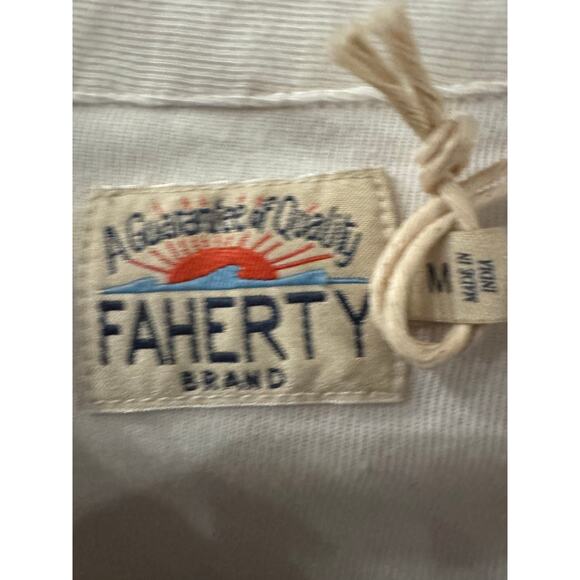 A Guarantee of Quality
FAHERTY
BRAND
M
MADE IN
INDIA